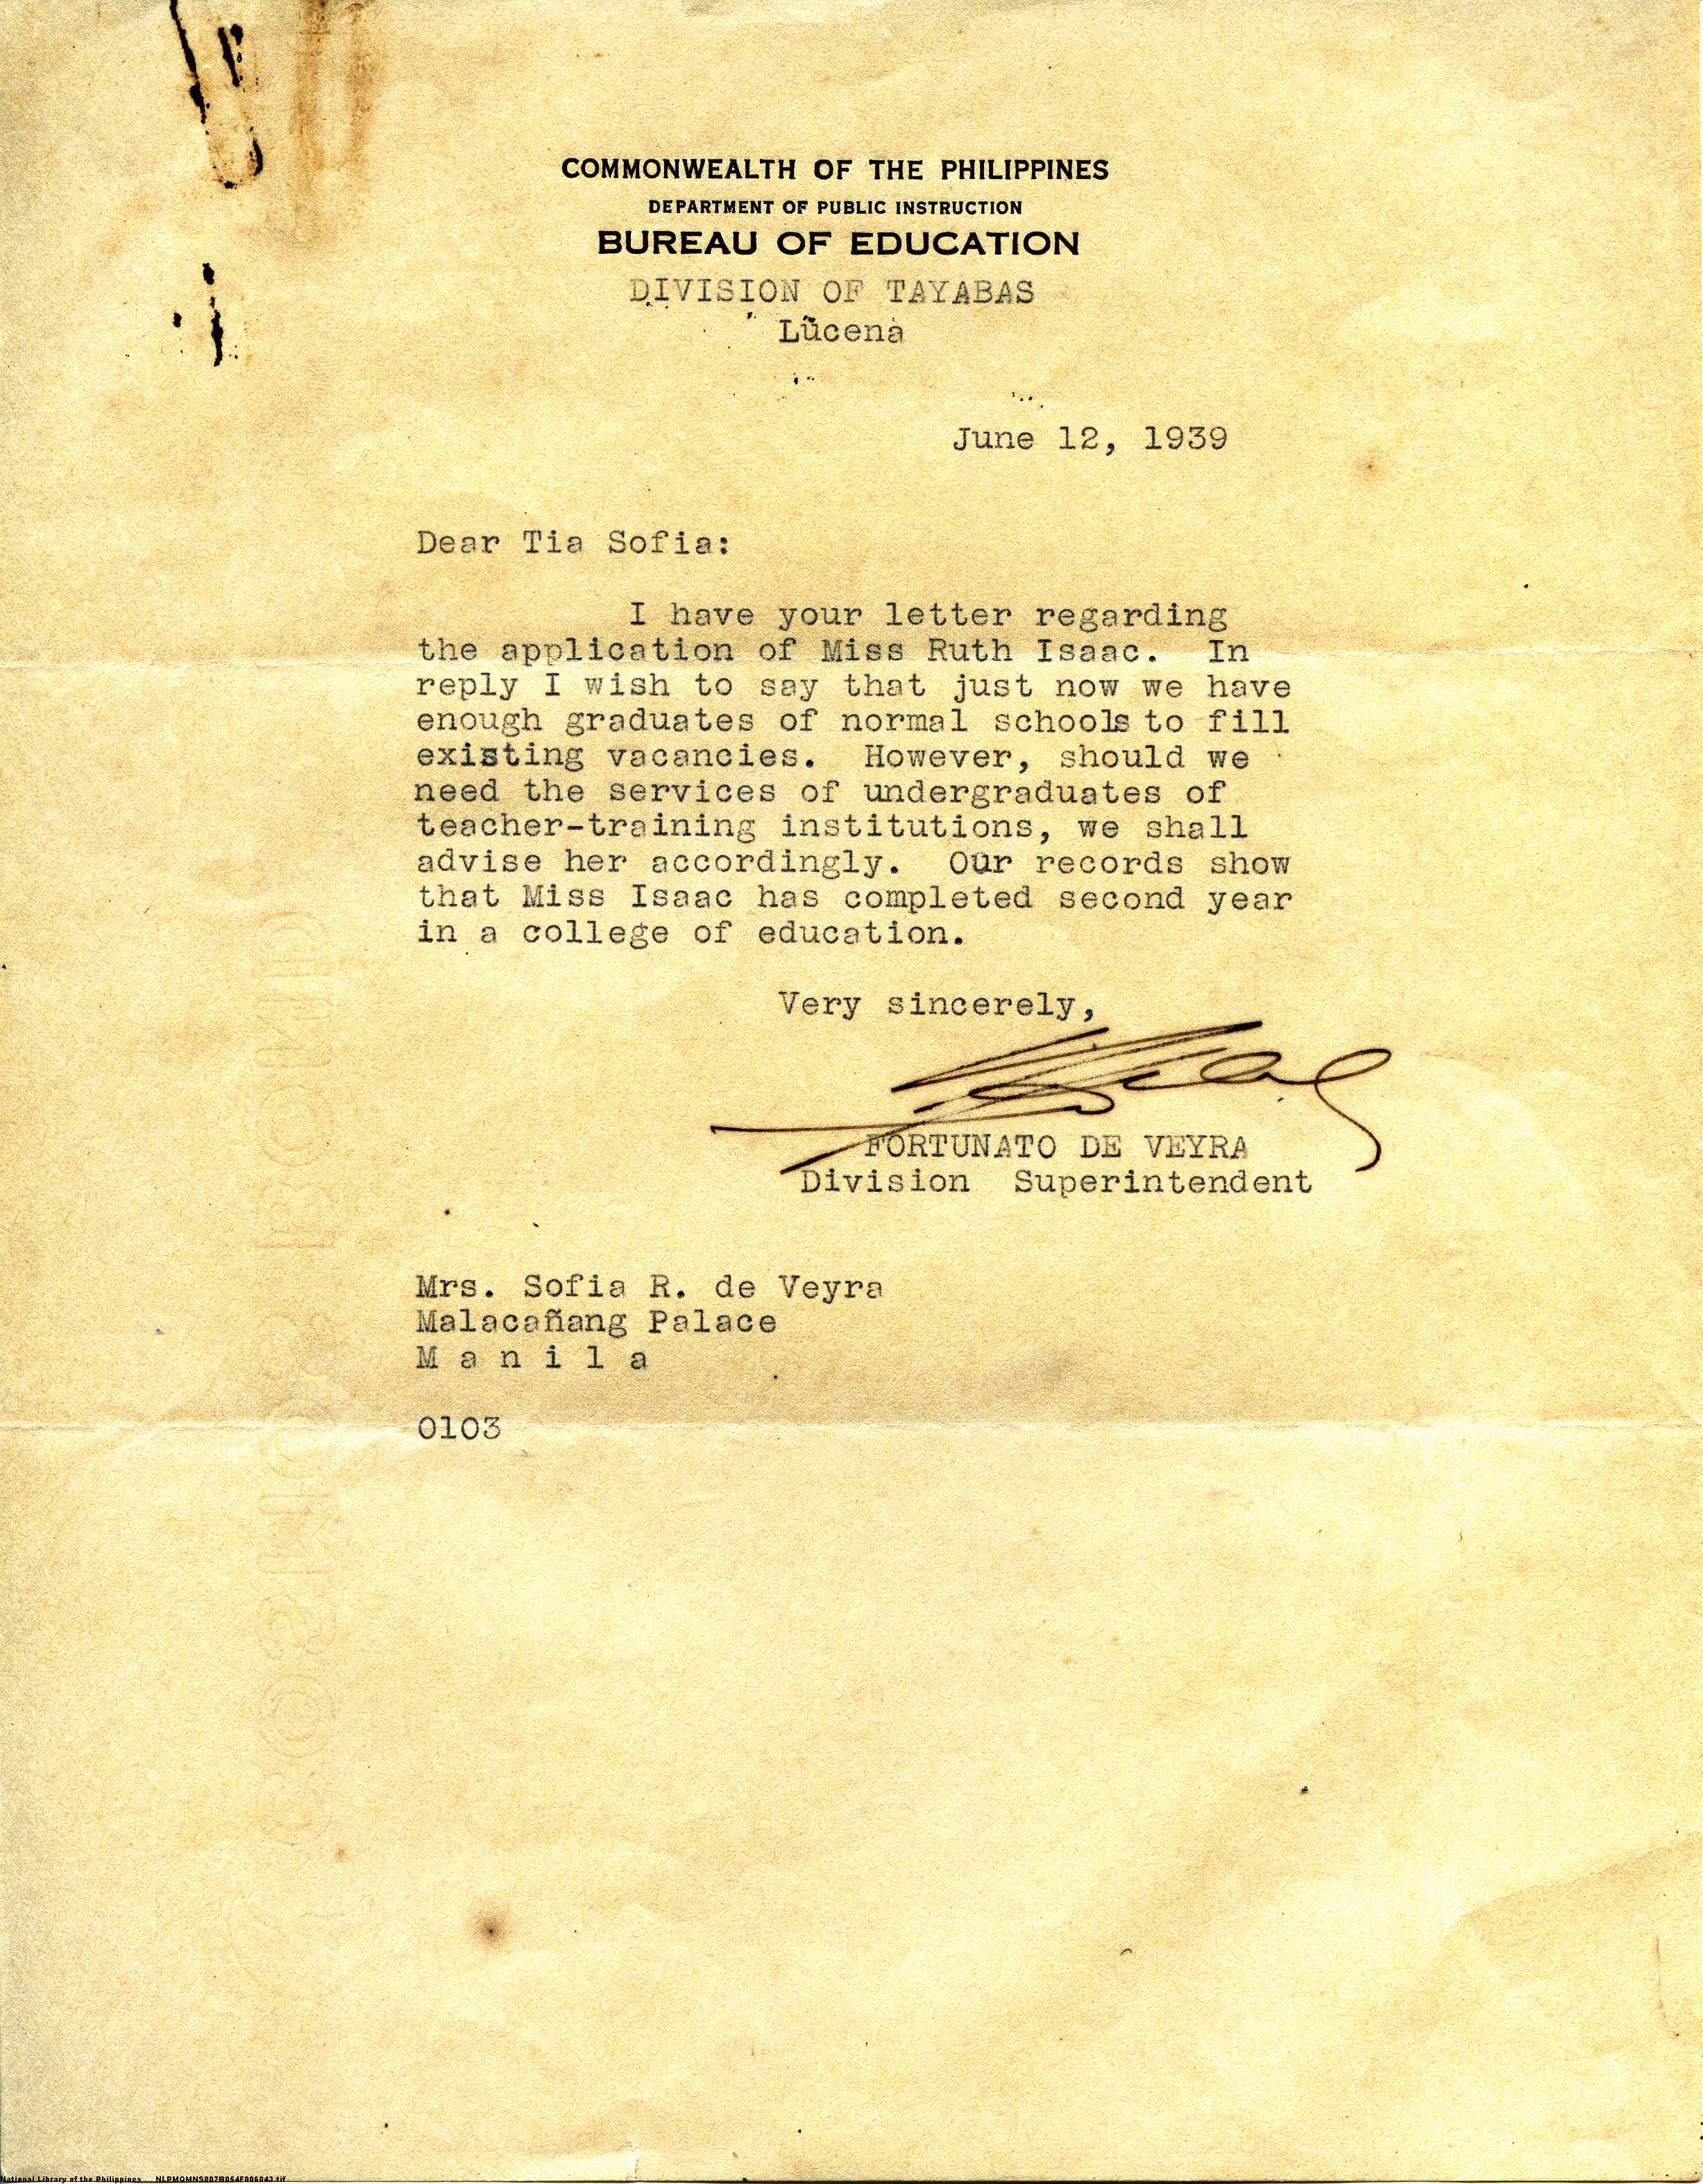 COMMONWEALTH OF THE PHILIPPINES
DEPARTMENT OF PUBLIC INSTRUCTION
BUREAU OF EDUCATION
DIVISION OF TAYABAS
Lucena
June 12, 1939
Dear Tia Sofia:
I have your letter regarding
the application of Miss Ruth Isaac. In
reply I wish to say that just now we have
enough graduates of normal schools to fill
existing vacancies. However, should we
need the services of undergraduates of
teacher-training institutions, we shall
advise her accordingly. Our records show
that Miss Isaac has completed second year
in a college of education.
Very sincerely,
FORTUNATO DE VEYRA
Division Superintendent
Mrs. Sofia R. de Veyra
Malacañang Palace
M a n i l a
0103
National Library of the Philippines